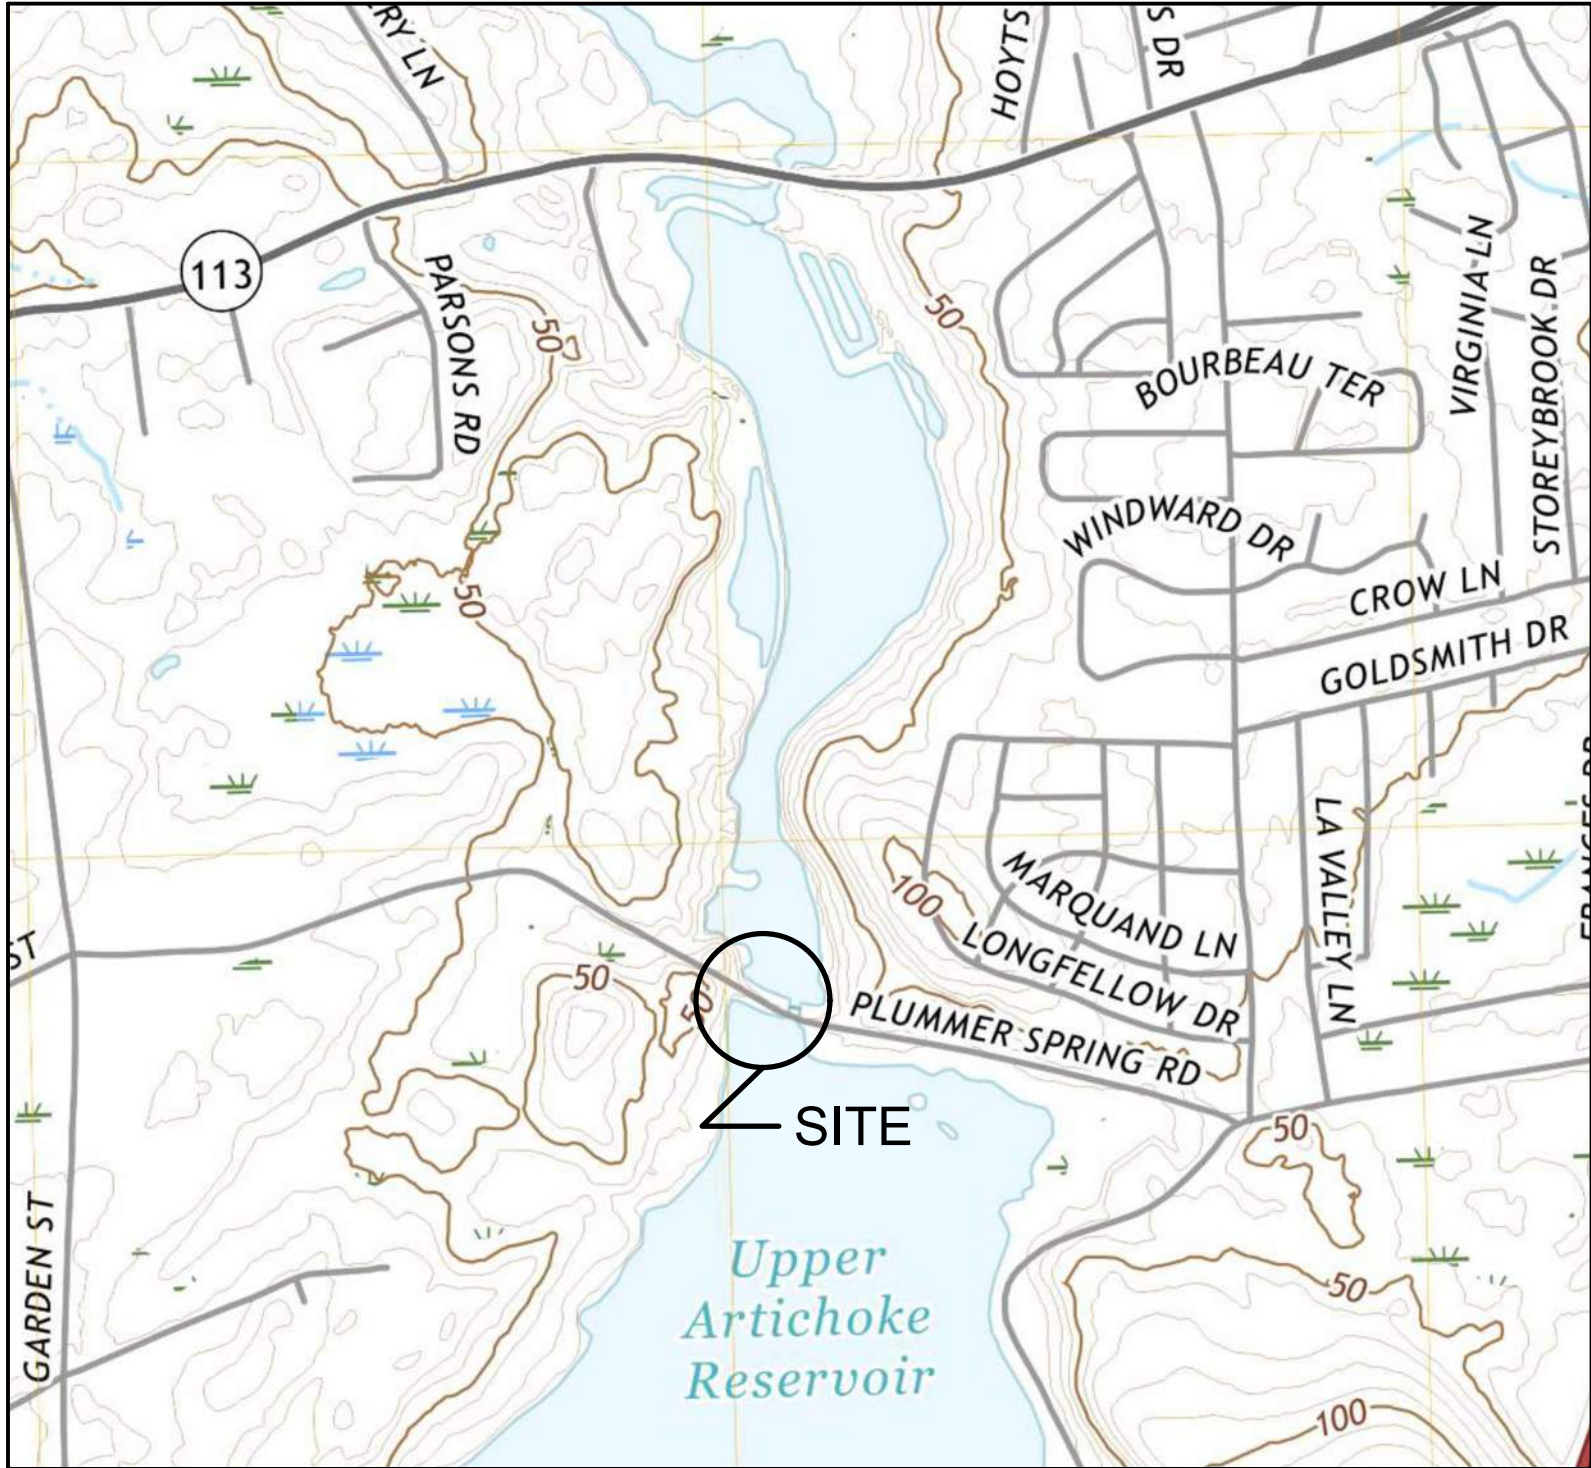 RY LN
HOYTS
S DR
113
PARSONS RD
50
50
VIRGINIA LN
STOREYBROOK DR
BOURBEAU TER
WINDWARD DR
CROW LN
50
GOLDSMITH DR
LA VALLEY LN
100
MARQUAND LN
ST
LONGFELLOW DR
50
50
PLUMMER SPRING RD
SITE
50
GARDEN ST
Upper
Artichoke
Reservoir
50
100